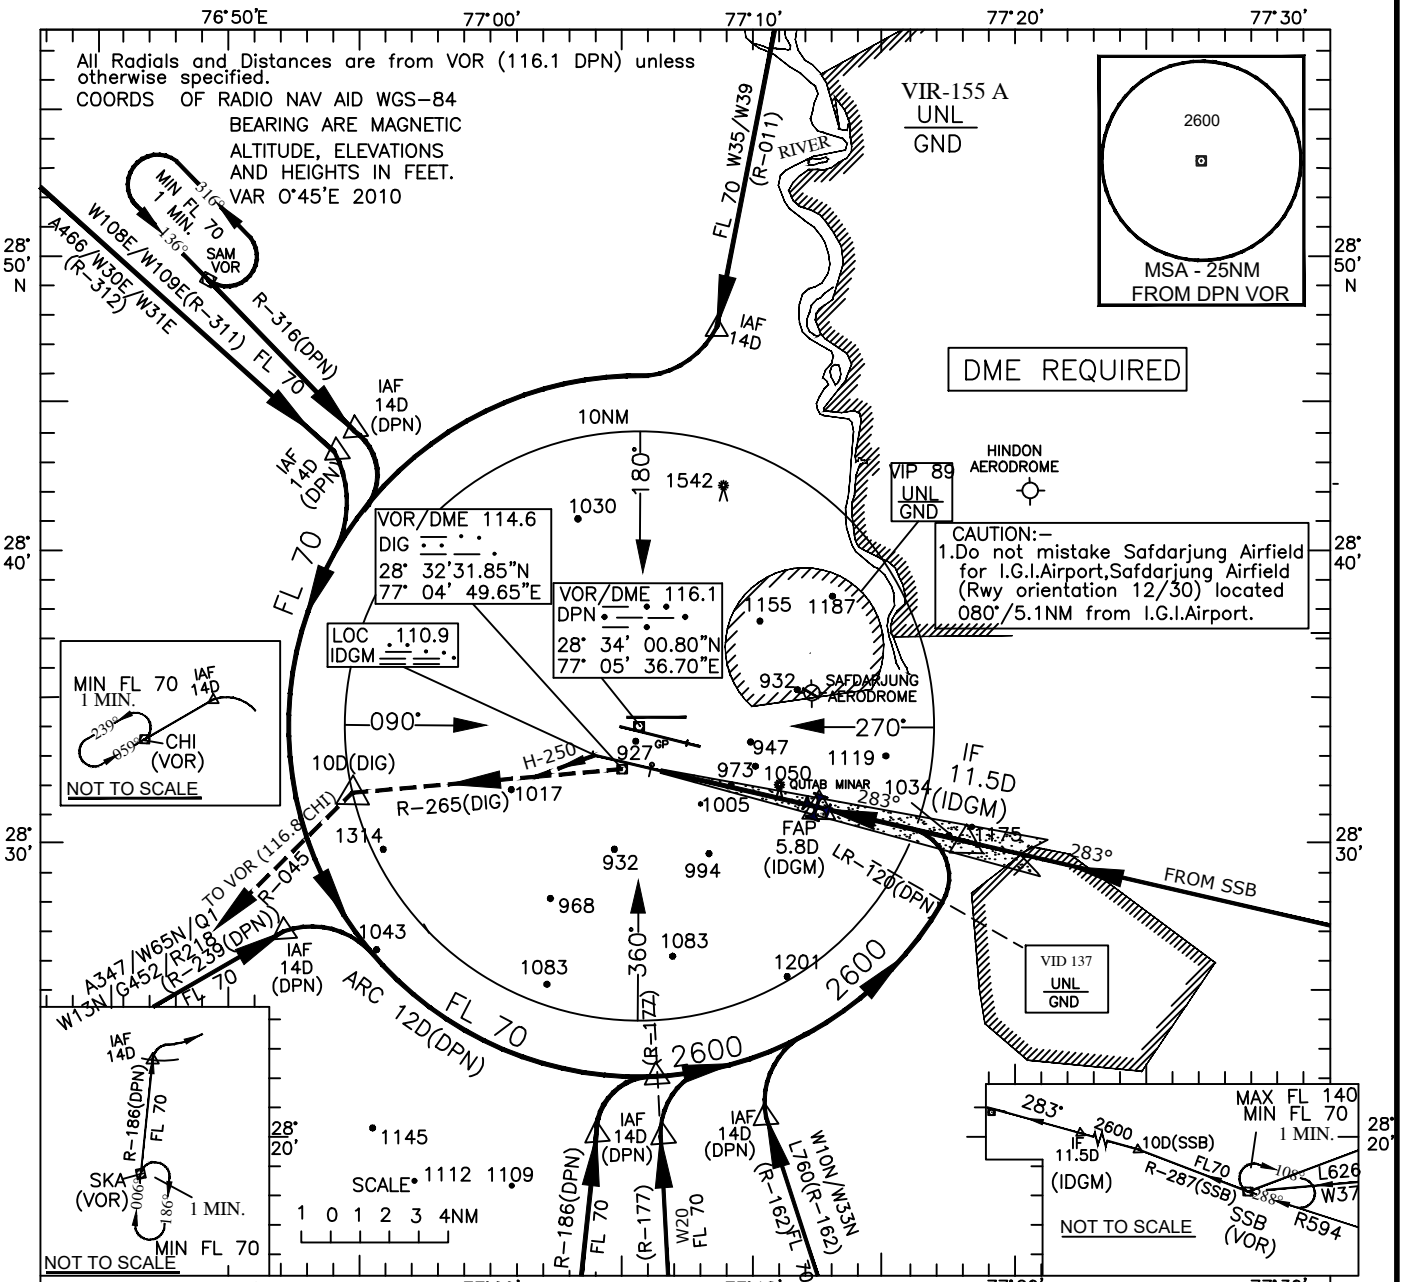 76°50'E
77°00'
77°10'
77°20'
77°30'
All Radials and Distances are from VOR (116.1 DPN) unless
otherwise specified.
COORDS OF RADIO NAV AID WGS-84
BEARING ARE MAGNETIC
ALTITUDE, ELEVATIONS
AND HEIGHTS IN FEET.
VAR 0°45'E 2010
28°
50'
N
MIN FL 70
1 MIN.
316°
136°
SAM
VOR
W108E/W109E(R-311) FL 70
A466/W30E/W31E
(R-312)
R-316(DPN)
IAF
14D
(DPN)
IAF
14D
(DPN)
FL 70 W35/W39
(R-011)
IAF
14D
RIVER
VIR-155 A
UNL
GND
2600
MSA - 25NM
FROM DPN VOR
28°
50'
N
DME REQUIRED
HINDON
AERODROME
VIP 89
UNL
GND
CAUTION:-
1.Do not mistake Safdarjung Airfield
for I.G.I.Airport,Safdarjung Airfield
(Rwy orientation 12/30) located
080°/5.1NM from I.G.I.Airport.
28°
40'
28°
40'
10NM
180°
1542
1030
VOR/DME 114.6
DIG
28° 32'31.85"N
77° 04' 49.65"E
VOR/DME 116.1
DPN
28° 34' 00.80"N
77° 05' 36.70"E
LOC 110.9
IDGM
FL 70
1155
1187
932
SAFDARJUNG
AERODROME
MIN FL 70
1 MIN.
IAF
14D
239°
059°
CHI
(VOR)
NOT TO SCALE
090°
270°
10D(DIG)
H-250
927
GP
947
973
1050
QUTAB MINAR
1119
1034
IF
11.5D
(IDGM)
283°
1175
R-265(DIG)
1017
1005
FAP
5.8D
(IDGM)
LR-120(DPN)
283°
FROM SSB
28°
30'
28°
30'
1314
932
994
968
TO VOR (116.8 CHI)
R-045
A347/W65N/Q1
W13N/G452/R218
(R-239(DPN))
FL 70
IAF
14D
(DPN)
1043
1083
1083
360°
(R-177)
1201
2600
VID 137
UNL
GND
ARC
12D(DPN)
FL 70
2600
IAF
14D
R-186(DPN)
FL 70
SKA
(VOR)
006°
186°
1 MIN.
MIN FL 70
NOT TO SCALE
28°
20'
1145
1112
1109
SCALE
1 0 1 2 3 4NM
IAF
14D
(DPN)
IAF
14D
(DPN)
R-186(DPN)
FL 70
(R-177)
W20
FL 70
W10N/W33N
L760(R-162)
(R-162)
FL 70
283°
2600
IF
11.5D
(IDGM)
10D(SSB)
R-287(SSB)
FL70
MAX FL 140
MIN FL 70
1 MIN.
108°
288°
L626
W37
R594
SSB
(VOR)
NOT TO SCALE
28°
20'